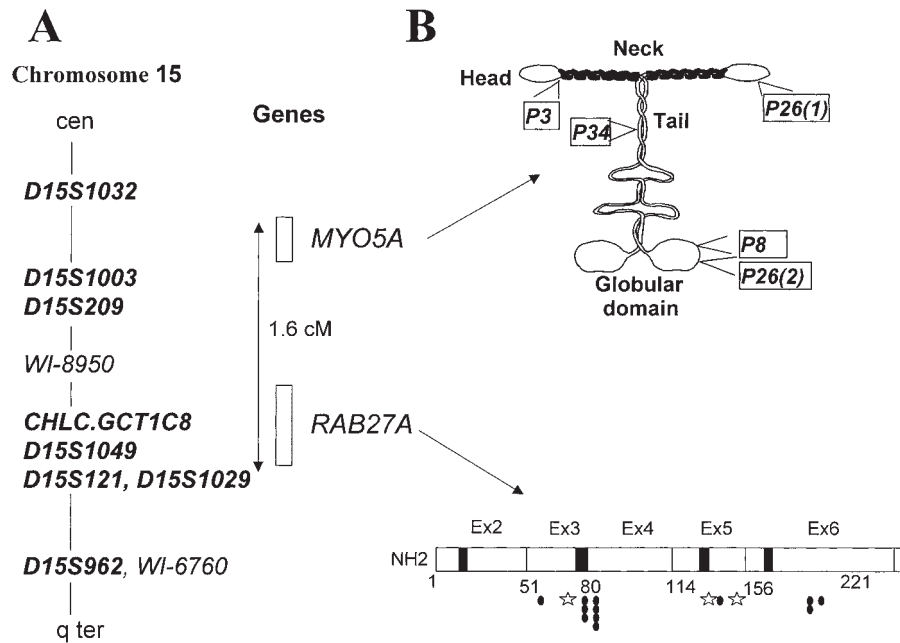 A
Chromosome 15
cen
D15S1032
D15S1003
D15S209
WI-8950
CHLC.GCT1C8
D15S1049
D15S121, D15S1029
D15S962, WI-6760
q ter
Genes
MYO5A
1.6 cM
RAB27A
B
Neck
Head
P3
P26(1)
P34
Tail
P8
P26(2)
Globular
domain
Ex2 Ex3 Ex4 Ex5 Ex6
NH2
1 51 80 114 156 221